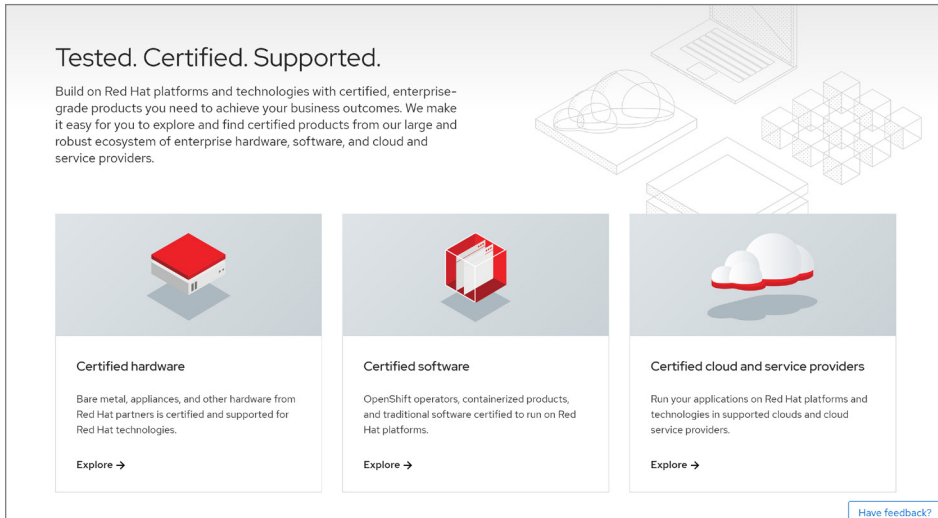 Tested. Certified. Supported.
Build on Red Hat platforms and technologies with certified, enterprise-
grade products you need to achieve your business outcomes. We make
it easy for you to explore and find certified products from our large and
robust ecosystem of enterprise hardware, software, and cloud and
service providers.
Certified hardware
Bare metal, appliances, and other hardware from
Red Hat partners is certified and supported for
Red Hat technologies.
Explore →
Certified software
OpenShift operators, containerized products,
and traditional software certified to run on Red
Hat platforms.
Explore →
Certified cloud and service providers
Run your applications on Red Hat platforms and
technologies in supported clouds and cloud
service providers.
Explore →
Have feedback?